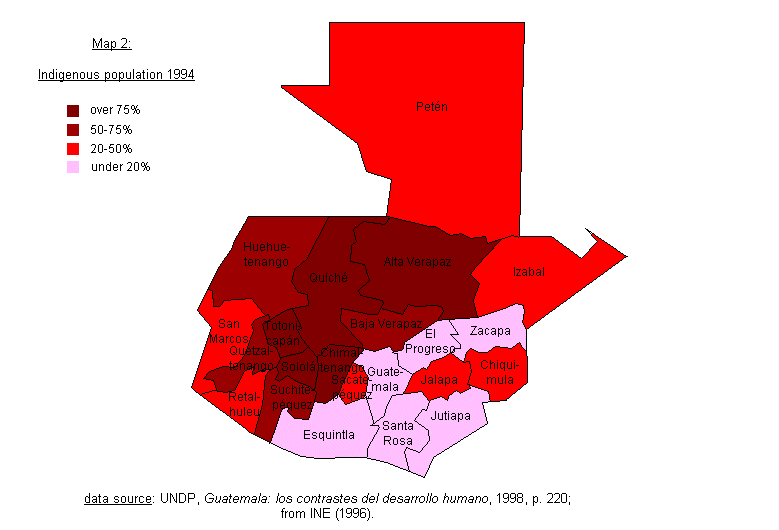 Map 2:
Indigenous population 1994
over 75%
50-75%
20-50%
under 20%
Petén
Huehue-
tenango
Quiche
Alta Verapaz
Izabal
San
Marcos
Totoni-
capan
Baja Verapaz
El
Progreso
Zacapa
Quetzal-
tenango
Sololá
Chimal-
tenango
Guate-
mala
Jalapa
Chiqui-
mula
Retal-
huleu
Suchite-
péquez
Sacate-
péquez
Esquintla
Santa
Rosa
Jutiapa
data source: UNDP, Guatemala: los contrastes del desarrollo humano, 1998, p. 220;
from INE (1996).